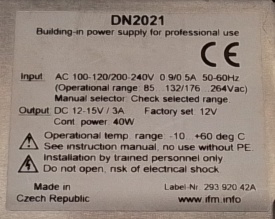 DN2021
Building-in power supply for professional use
CE
Input: AC 100-120/200-240V 0.9/0.5A 50-60Hz
(Operational range: 85...132/176...264Vac)
Manual selector: Check selected range
Output: DC 12-15V / 3A Factory set: 12V
Cont. power: 40W
Operational temp. range: -10...+60 deg C
See instruction manual, no use without PE.
Installation by trained personnel only
Do not open, risk of electrical shock
Made in Label-Nr. 293.920.42A
Czech Republic www.ifm.info